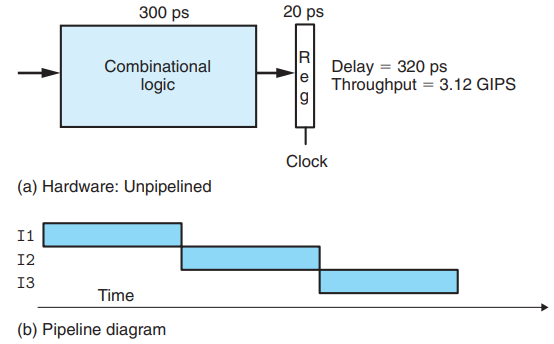 300 ps
20 ps
Combinational
logic
Reg
Delay = 320 ps
Throughput = 3.12 GIPS
Clock
(a) Hardware: Unpipelined
I1
I2
I3
Time
(b) Pipeline diagram